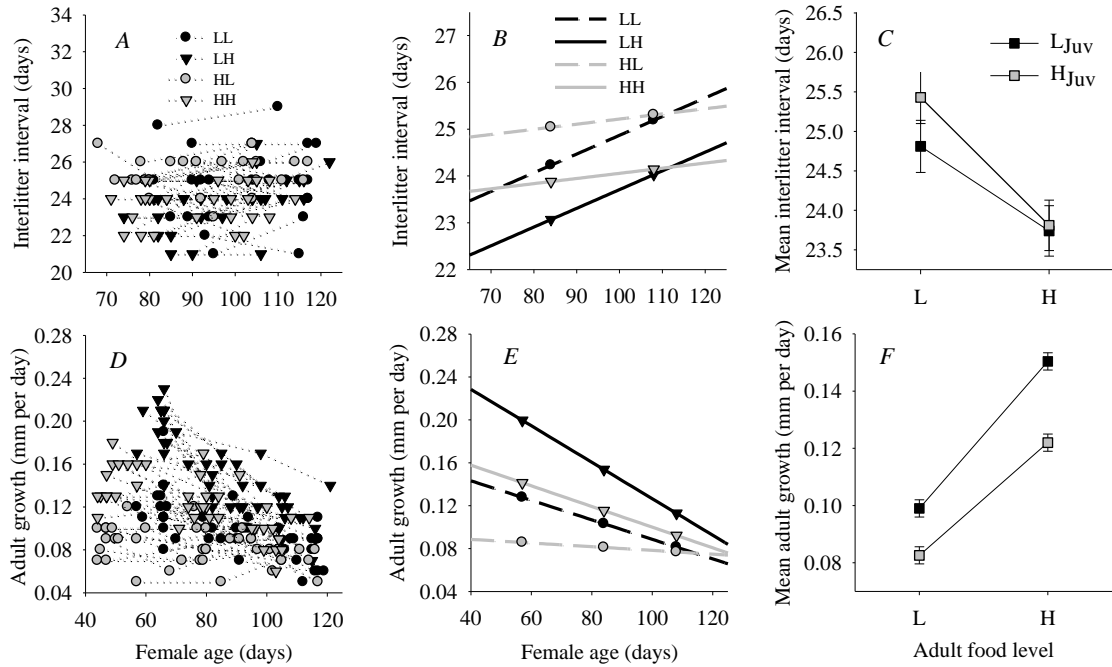 A
LL
LH
HL
HH
Interlitter interval (days)
34
32
30
28
26
24
22
20
70 80 90 100 110 120
B
LL
LH
HL
HH
Interlitter interval (days)
27
26
25
24
23
22
70 80 90 100 110 120
C
L Juv
H Juv
Mean interlitter interval (days)
26.5
26.0
25.5
25.0
24.5
24.0
23.5
L H
D
Adult growth (mm per day)
0.28
0.24
0.20
0.16
0.12
0.08
0.04
40 60 80 100 120
Female age (days)
E
Adult growth (mm per day)
0.28
0.24
0.20
0.16
0.12
0.08
0.04
40 60 80 100 120
Female age (days)
F
Mean adult growth (mm per day)
0.16
0.14
0.12
0.10
0.08
L H
Adult food level